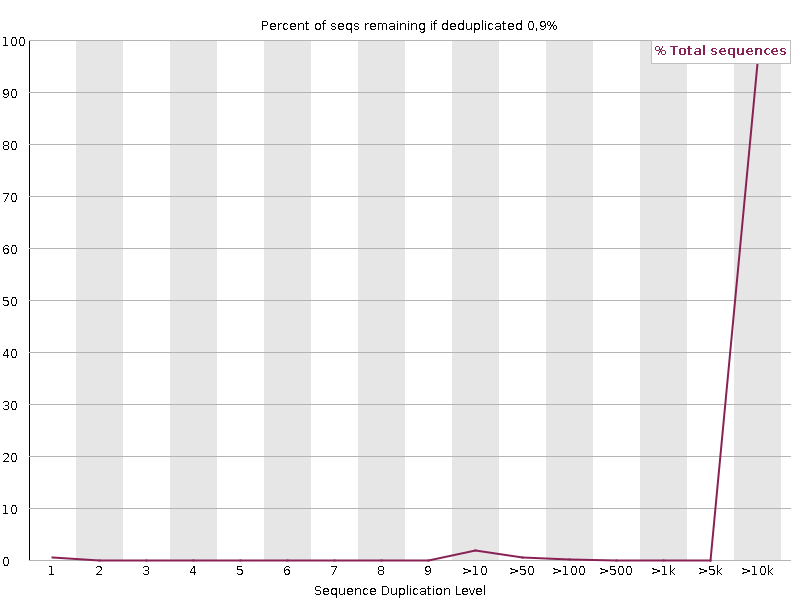 Percent of seqs remaining if deduplicated 0,9%
% Total sequences
100
90
80
70
60
50
40
30
20
10
0
1 2 3 4 5 6 7 8 9 >10 >50 >100 >500 >1k >5k >10k
Sequence Duplication Level